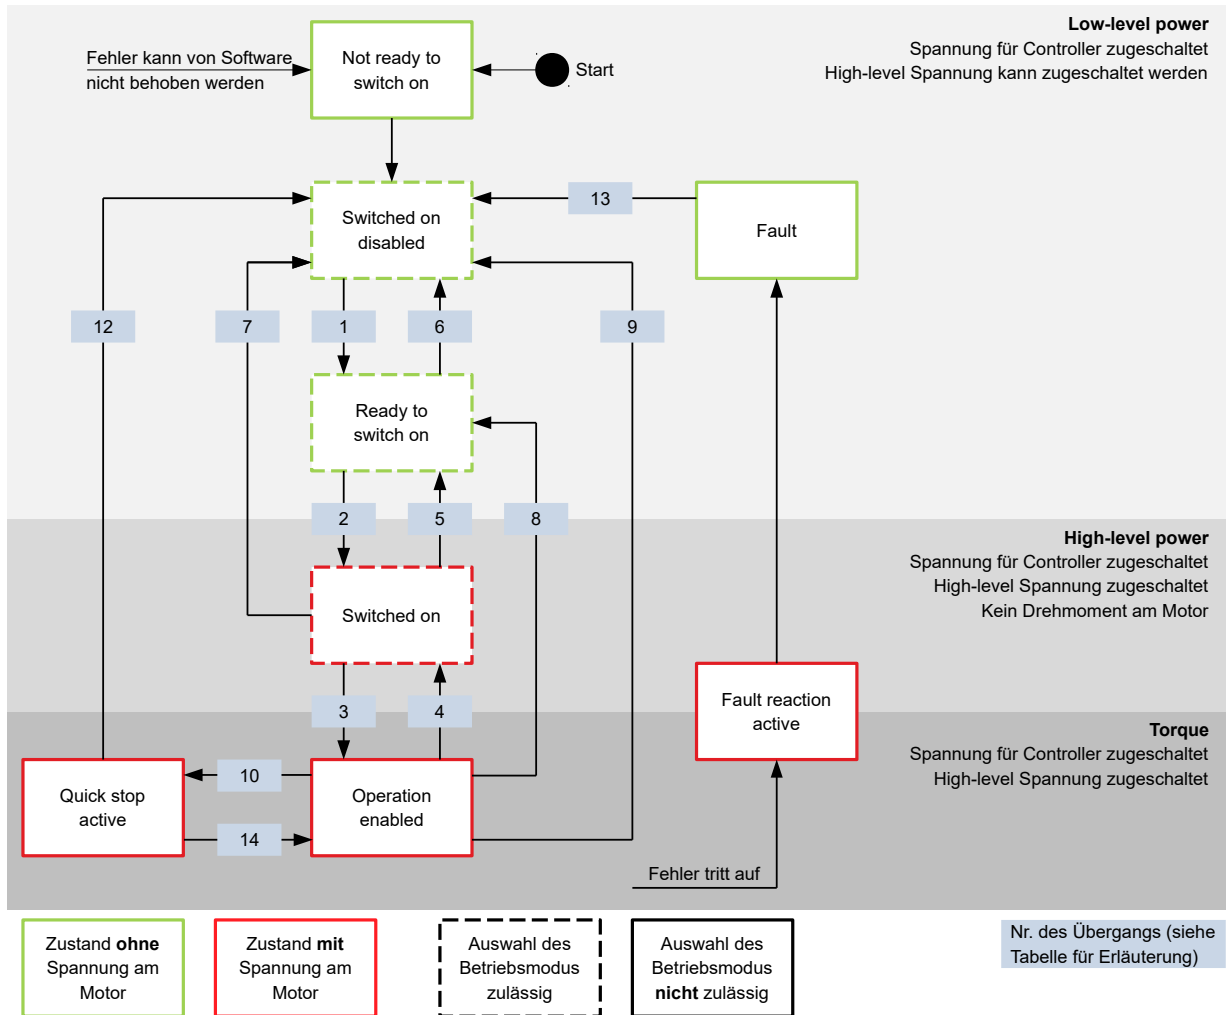 Low-level power
Spannung für Controller zugeschaltet
High-level Spannung kann zugeschaltet werden
Fehler kann von Software
nicht behoben werden
Not ready to
switch on
Start
Switched on
disabled
13
Fault
12
7
1
6
9
Ready to
switch on
2
5
8
High-level power
Spannung für Controller zugeschaltet
High-level Spannung zugeschaltet
Kein Drehmoment am Motor
Switched on
Fault reaction
active
3
4
Torque
Spannung für Controller zugeschaltet
High-level Spannung zugeschaltet
Quick stop
active
10
14
Operation
enabled
Fehler tritt auf
Zustand ohne
Spannung am
Motor
Zustand mit
Spannung am
Motor
Auswahl des
Betriebsmodus
zulässig
Auswahl des
Betriebsmodus
nicht zulässig
Nr. des Übergangs (siehe
Tabelle für Erläuterung)